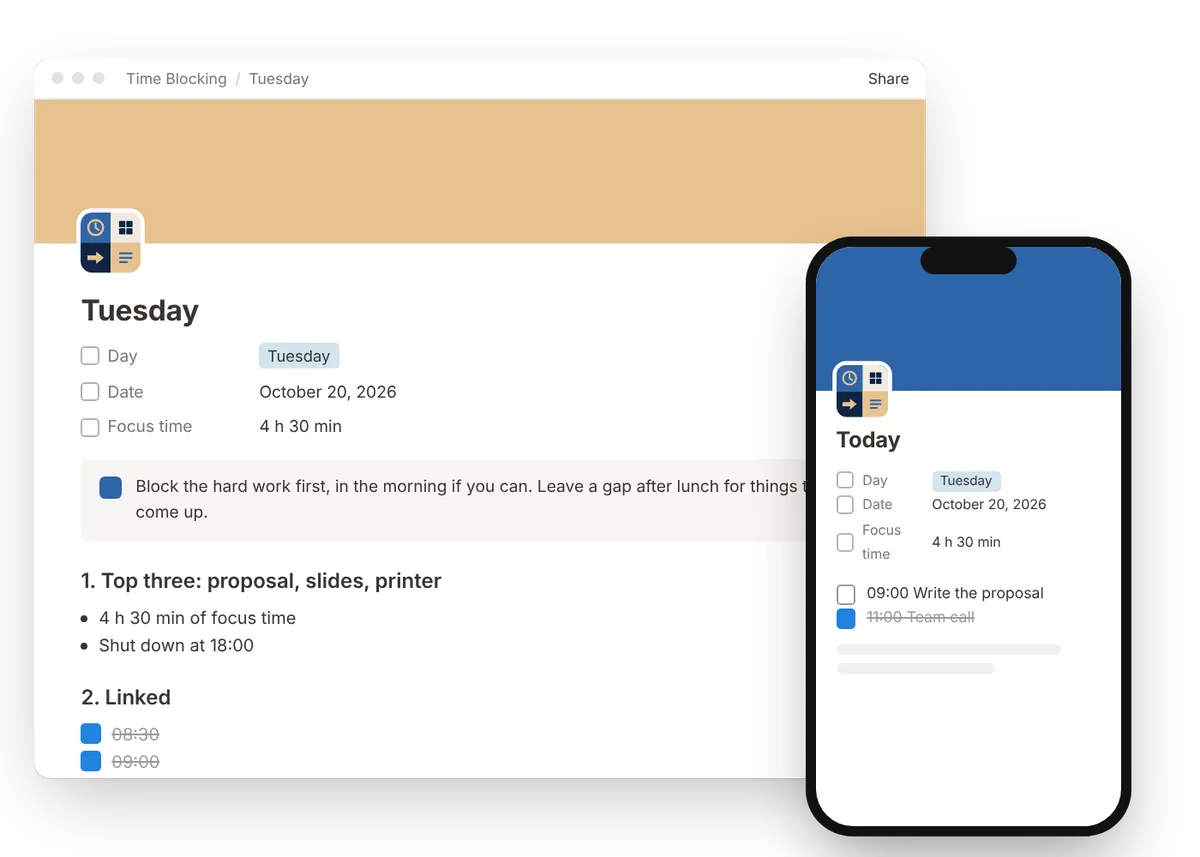 Time Blocking / Tuesday
Share
Tuesday
Day Tuesday
Date October 20, 2026
Focus time 4 h 30 min
Block the hard work first, in the morning if you can. Leave a gap after lunch for things
come up.
1. Top three: proposal, slides, printer
• 4 h 30 min of focus time
• Shut down at 18:00
2. Linked
08:30
09:00
Today
Day Tuesday
Date October 20, 2026
Focus
time
4 h 30 min
09:00 Write the proposal
11:00 Team call